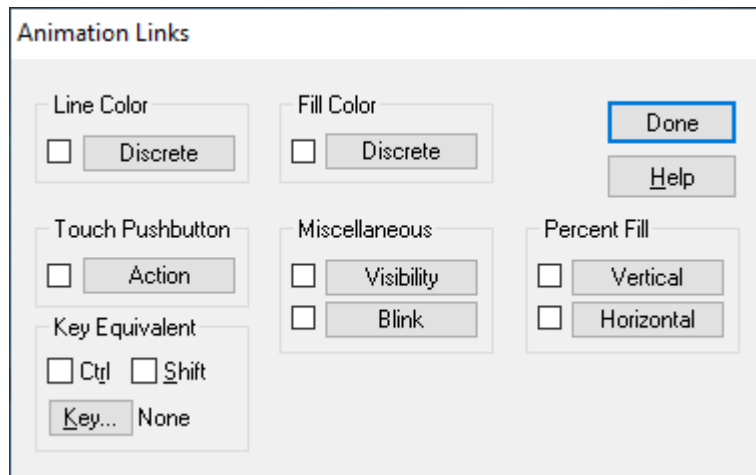 Animation Links
Line Color
Discrete
Fill Color
Discrete
Done
Help
Touch Pushbutton
Action
Miscellaneous
Visibility
Blink
Percent Fill
Vertical
Horizontal
Key Equivalent
Ctrl Shift
Key... None